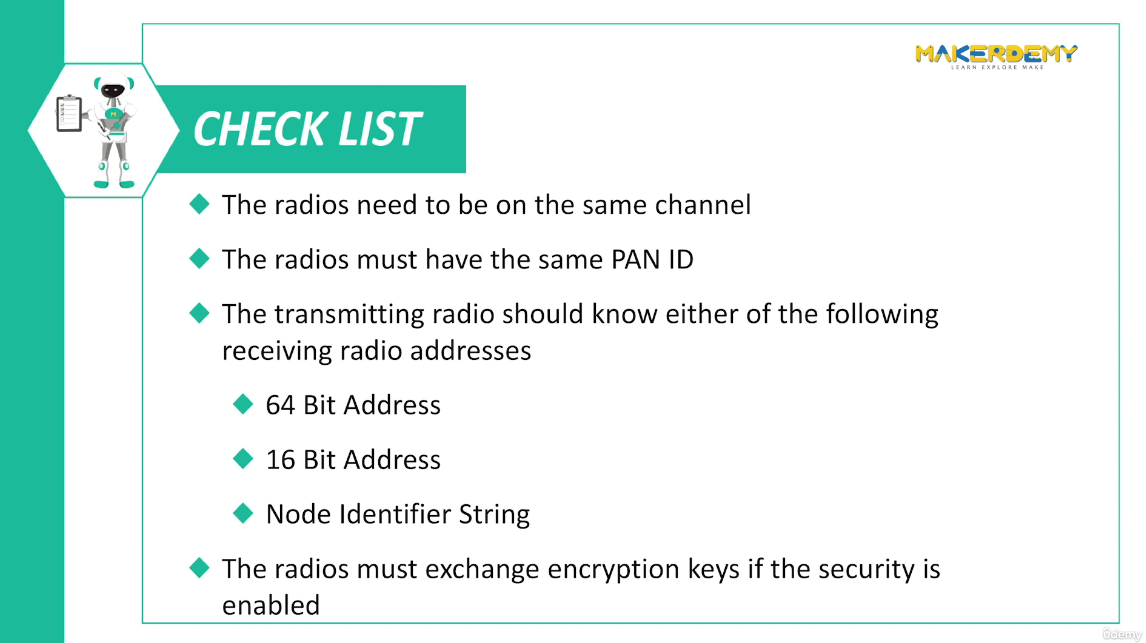 MAKERDEMY
LEARN EXPLORE MAKE
CHECK LIST
The radios need to be on the same channel
The radios must have the same PAN ID
The transmitting radio should know either of the following
receiving radio addresses
64 Bit Address
16 Bit Address
Node Identifier String
The radios must exchange encryption keys if the security is
enabled
ûdemy